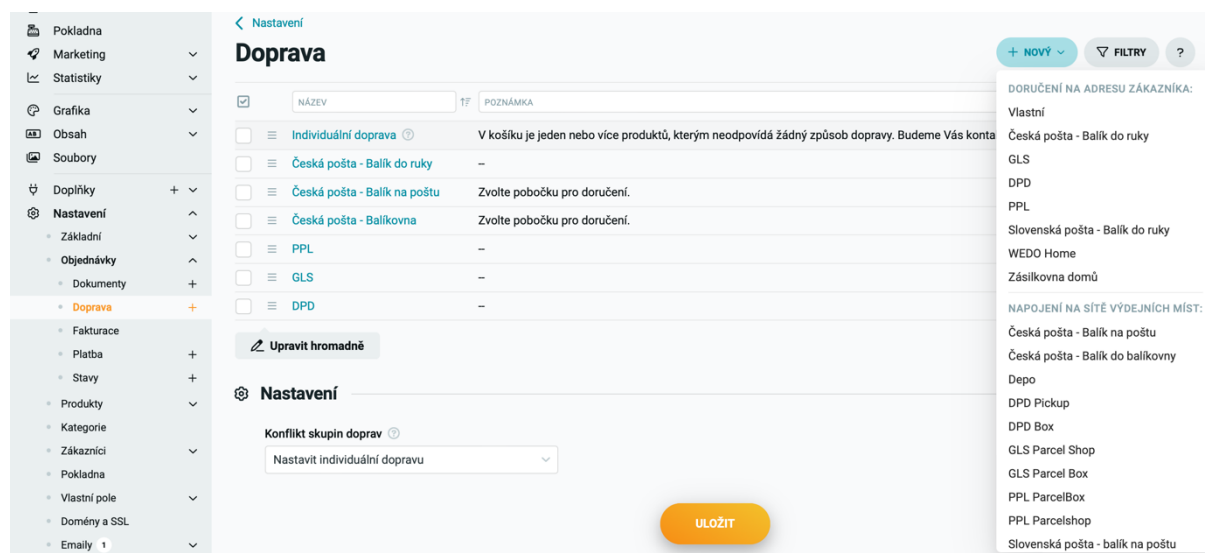 Pokladna
Marketing
Statistiky
Grafika
AB Obsah
Soubory
Doplňky +
Nastavení
Základní
Objednávky
Dokumenty +
Doprava +
Fakturace
Platba +
Stavy +
Produkty
Kategorie
Zákazníci
Pokladna
Vlastní pole
Domény a SSL
Emaily 1
Nastavení
Doprava
+ NOVÝ
FILTRY
?
NÁZEV
POZNÁMKA
Individuální doprava ? V košíku je jeden nebo více produktů, kterým neodpovídá žádný způsob dopravy. Budeme Vás konta
Česká pošta - Balík do ruky --
Česká pošta - Balík na poštu Zvolte pobočku pro doručení.
Česká pošta - Balíkovna Zvolte pobočku pro doručení.
PPL --
GLS --
DPD --
Upravit hromadně
Nastavení
Konflikt skupin doprav ?
Nastavit individuální dopravu
ULOŽIT
DORUČENÍ NA ADRESU ZÁKAZNÍKA:
Vlastní
Česká pošta - Balík do ruky
GLS
DPD
PPL
Slovenská pošta - Balík do ruky
WEDO Home
Zásilkovna domů
NAPOJENÍ NA SÍTĚ VÝDEJNÍCH MÍST:
Česká pošta - Balík na poštu
Česká pošta - Balík do balíkovny
Depo
DPD Pickup
DPD Box
GLS Parcel Shop
GLS Parcel Box
PPL ParcelBox
PPL Parcelshop
Slovenská pošta - balík na poštu